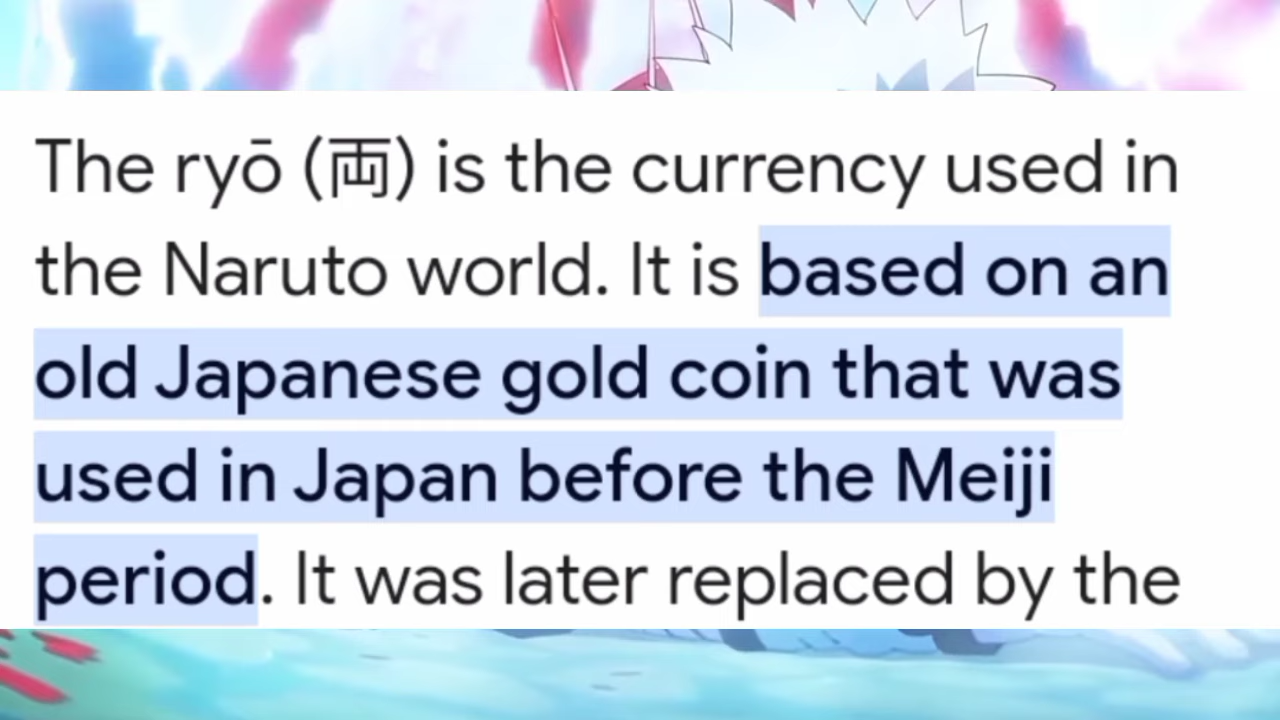 The ryō (両) is the currency used in
the Naruto world. It is based on an
old Japanese gold coin that was
used in Japan before the Meiji
period. It was later replaced by the